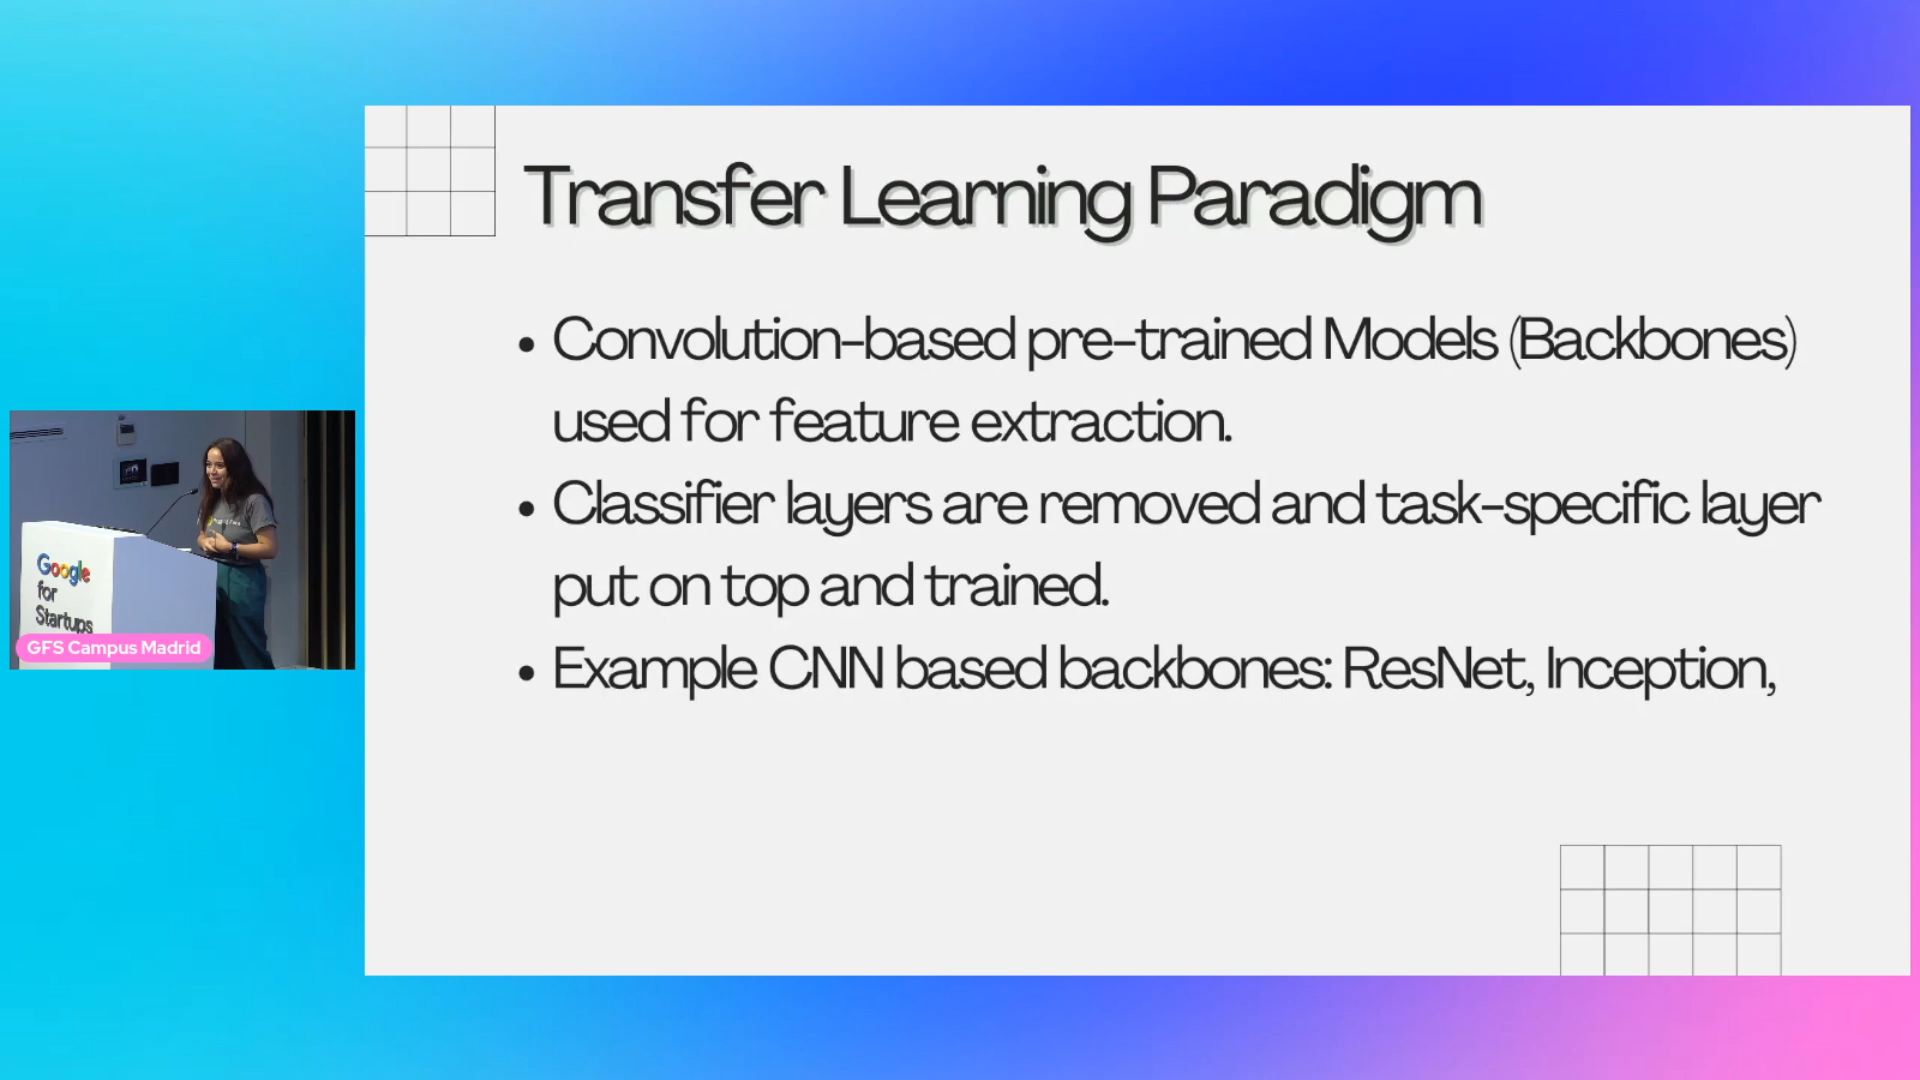 Transfer Learning Paradigm
• Convolution-based pre-trained Models (Backbones)
used for feature extraction.
• Classifier layers are removed and task-specific layer
put on top and trained.
• Example CNN based backbones: ResNet, Inception,
Google
for
Startups
GFS Campus Madrid